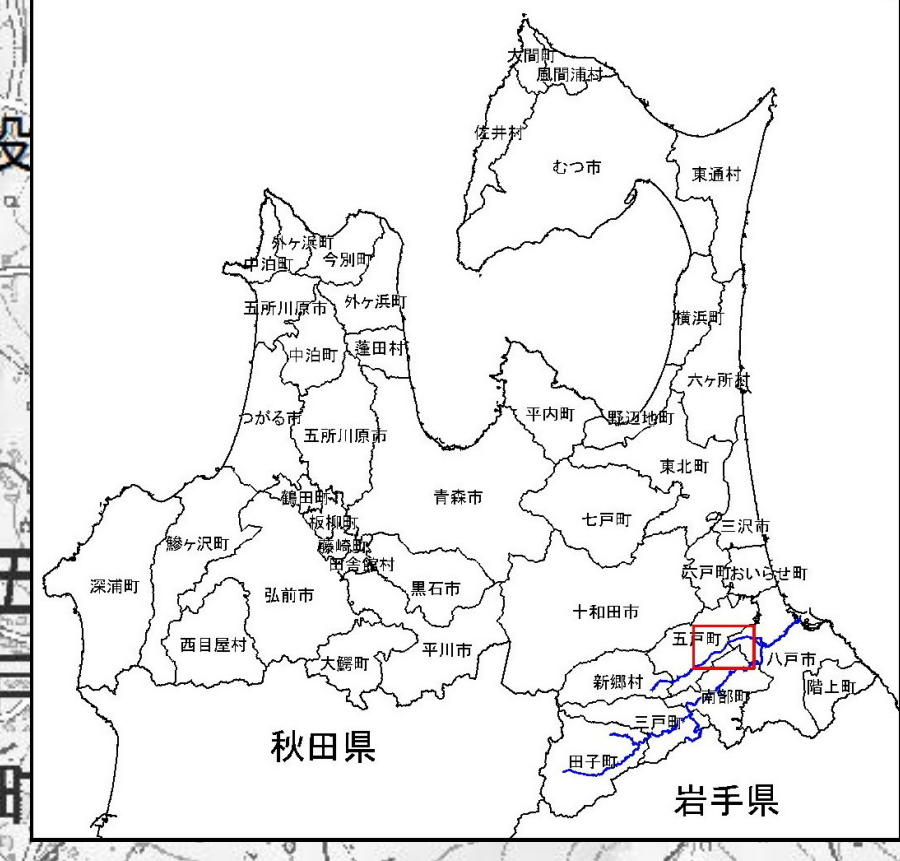 大間町
風間浦村
佐井村
むつ市
東通村
外ヶ浜町
中泊町
今別町
五所川原市
外ヶ浜町
横浜町
中泊町
蓬田村
六ヶ所村
つがる市
五所川原市
平内町
野辺地町
東北町
青森市
鶴田町
七戸町
板柳町
三沢市
鰺ヶ沢町
藤崎町
田舎館村
六戸町
おいらせ町
深浦町
弘前市
黒石市
十和田市
西目屋村
大鰐町
平川市
五戸町
八戸市
新郷村
南部町
階上町
三戸町
田子町
秋田県
岩手県
設
町